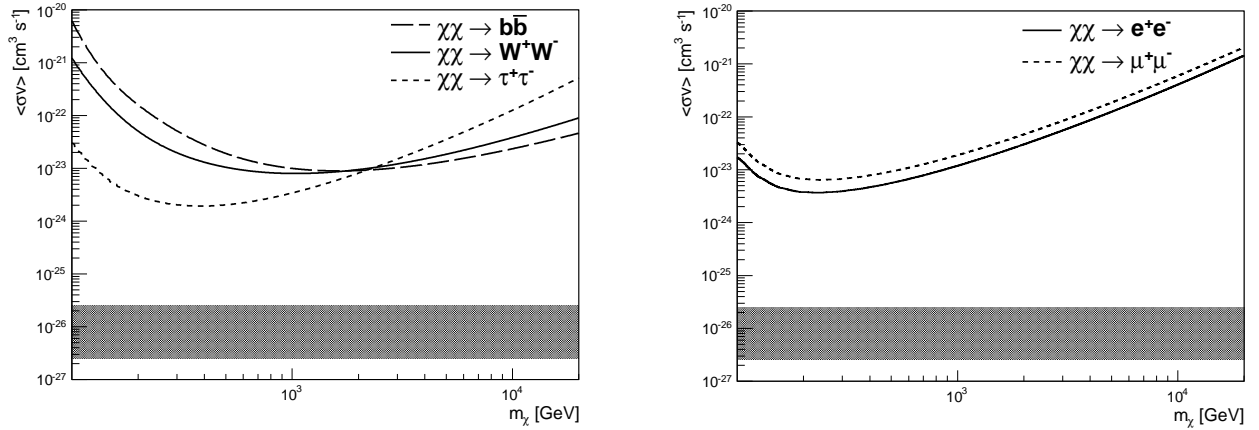 <σv> [cm³ s⁻¹]
10⁻²⁰
10⁻²¹
10⁻²²
10⁻²³
10⁻²⁴
10⁻²⁵
10⁻²⁶
10⁻²⁷
χχ → bb̅
χχ → W⁺W⁻
χχ → τ⁺τ⁻
10³
10⁴
mχ [GeV]
<σv> [cm³ s⁻¹]
10⁻²⁰
10⁻²¹
10⁻²²
10⁻²³
10⁻²⁴
10⁻²⁵
10⁻²⁶
10⁻²⁷
χχ → e⁺e⁻
χχ → μ⁺μ⁻
10³
10⁴
mχ [GeV]